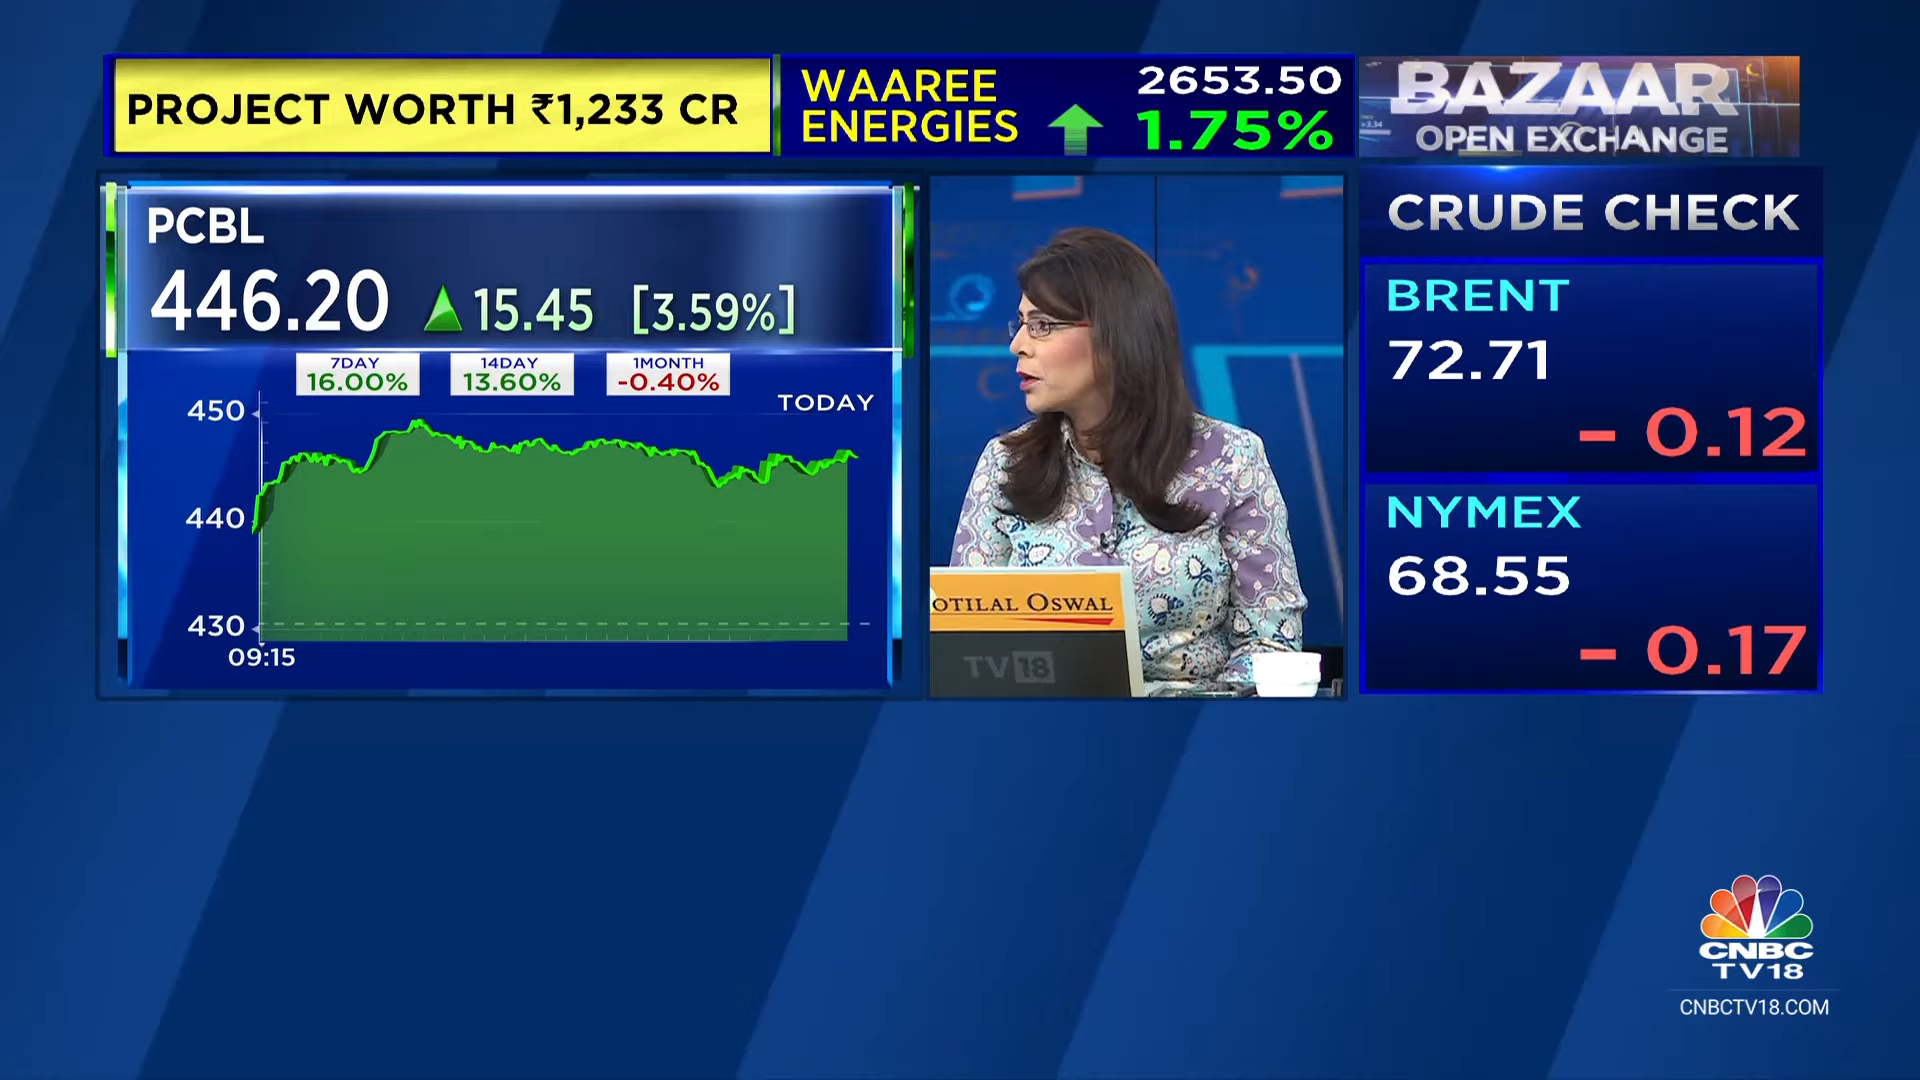 PROJECT WORTH ₹1,233 CR
WAAREE
ENERGIES
2653.50
1.75%
BAZAAR
OPEN EXCHANGE
PCBL
446.20 15.45 [3.59%]
7DAY
16.00%
14DAY
13.60%
1MONTH
-0.40%
TODAY
450
440
430
09:15
OTILAL OSWAL
TV18
CRUDE CHECK
BRENT
72.71
- 0.12
NYMEX
68.55
- 0.17
CNBC
TV18
CNBCTV18.COM